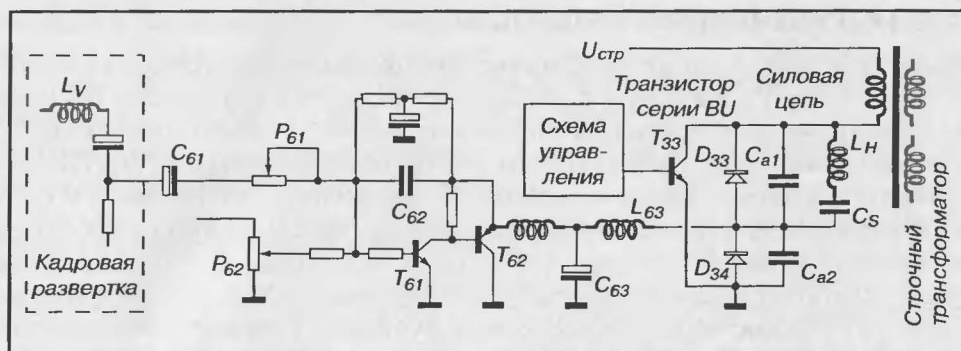 Uстр
Lᵥ
C61
P61
C62
P62
T61
T62
Кадровая
развертка
Схема
управ-
ления
Транзистор
серии BU
T33
Силовая
цепь
D33
Ca1
LH
CS
L63
C63
D34
Ca2
Строчный
трансформатор